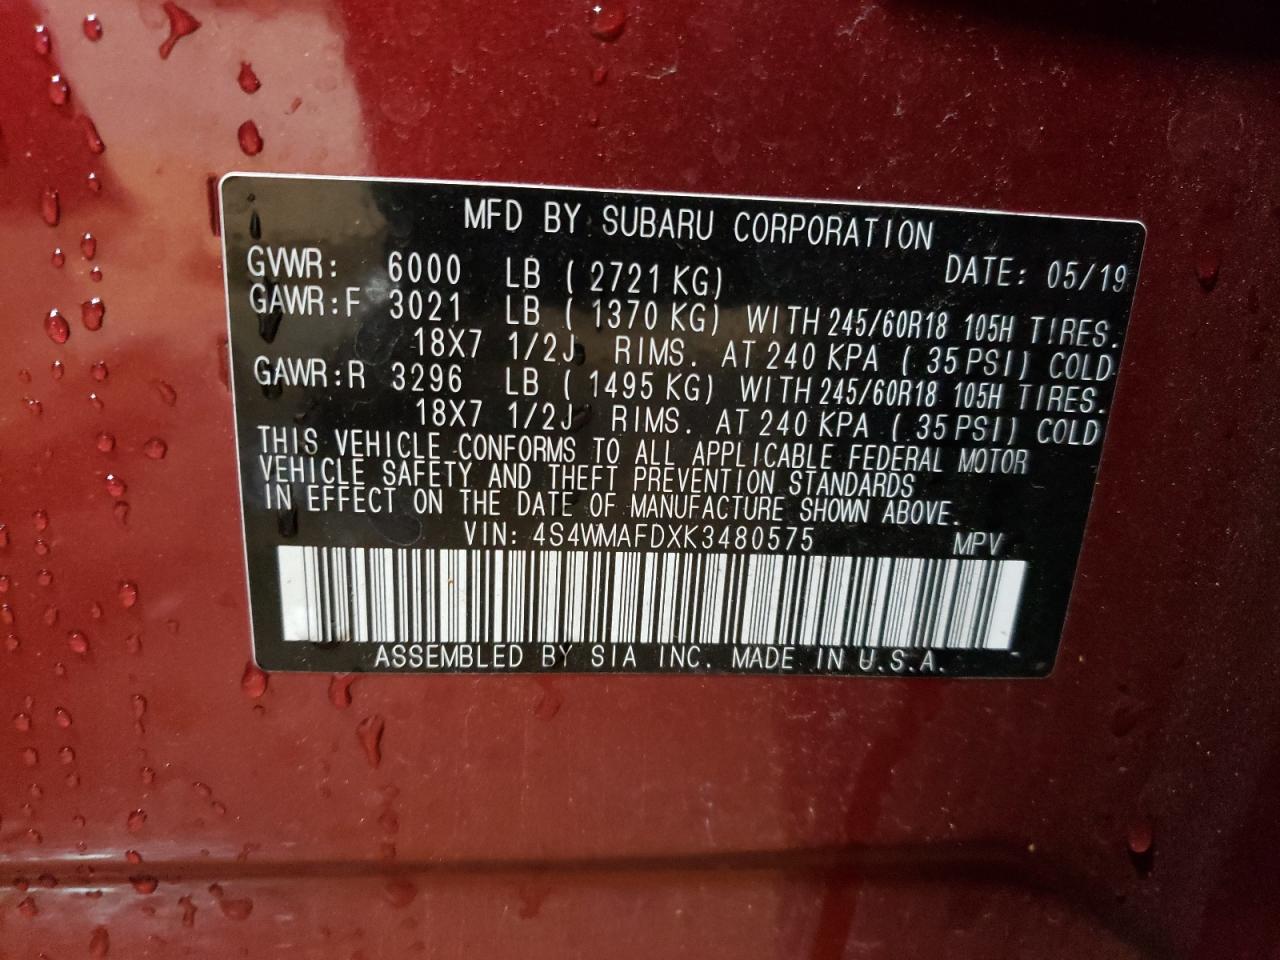 MFD BY SUBARU CORPORATION
GVWR: 6000 LB ( 2721 KG) DATE: 05/19
GAWR:F 3021 LB ( 1370 KG) WITH 245/60R18 105H TIRES.
18X7 1/2J RIMS. AT 240 KPA ( 35 PSI) COLD
GAWR:R 3296 LB ( 1495 KG) WITH 245/60R18 105H TIRES.
18X7 1/2J RIMS. AT 240 KPA ( 35 PSI) COLD
THIS VEHICLE CONFORMS TO ALL APPLICABLE FEDERAL MOTOR
VEHICLE SAFETY AND THEFT PREVENTION STANDARDS
IN EFFECT ON THE DATE OF MANUFACTURE SHOWN ABOVE.
VIN: 4S4WMAFDXK3480575 MPV
ASSEMBLED BY SIA INC. MADE IN U.S.A.